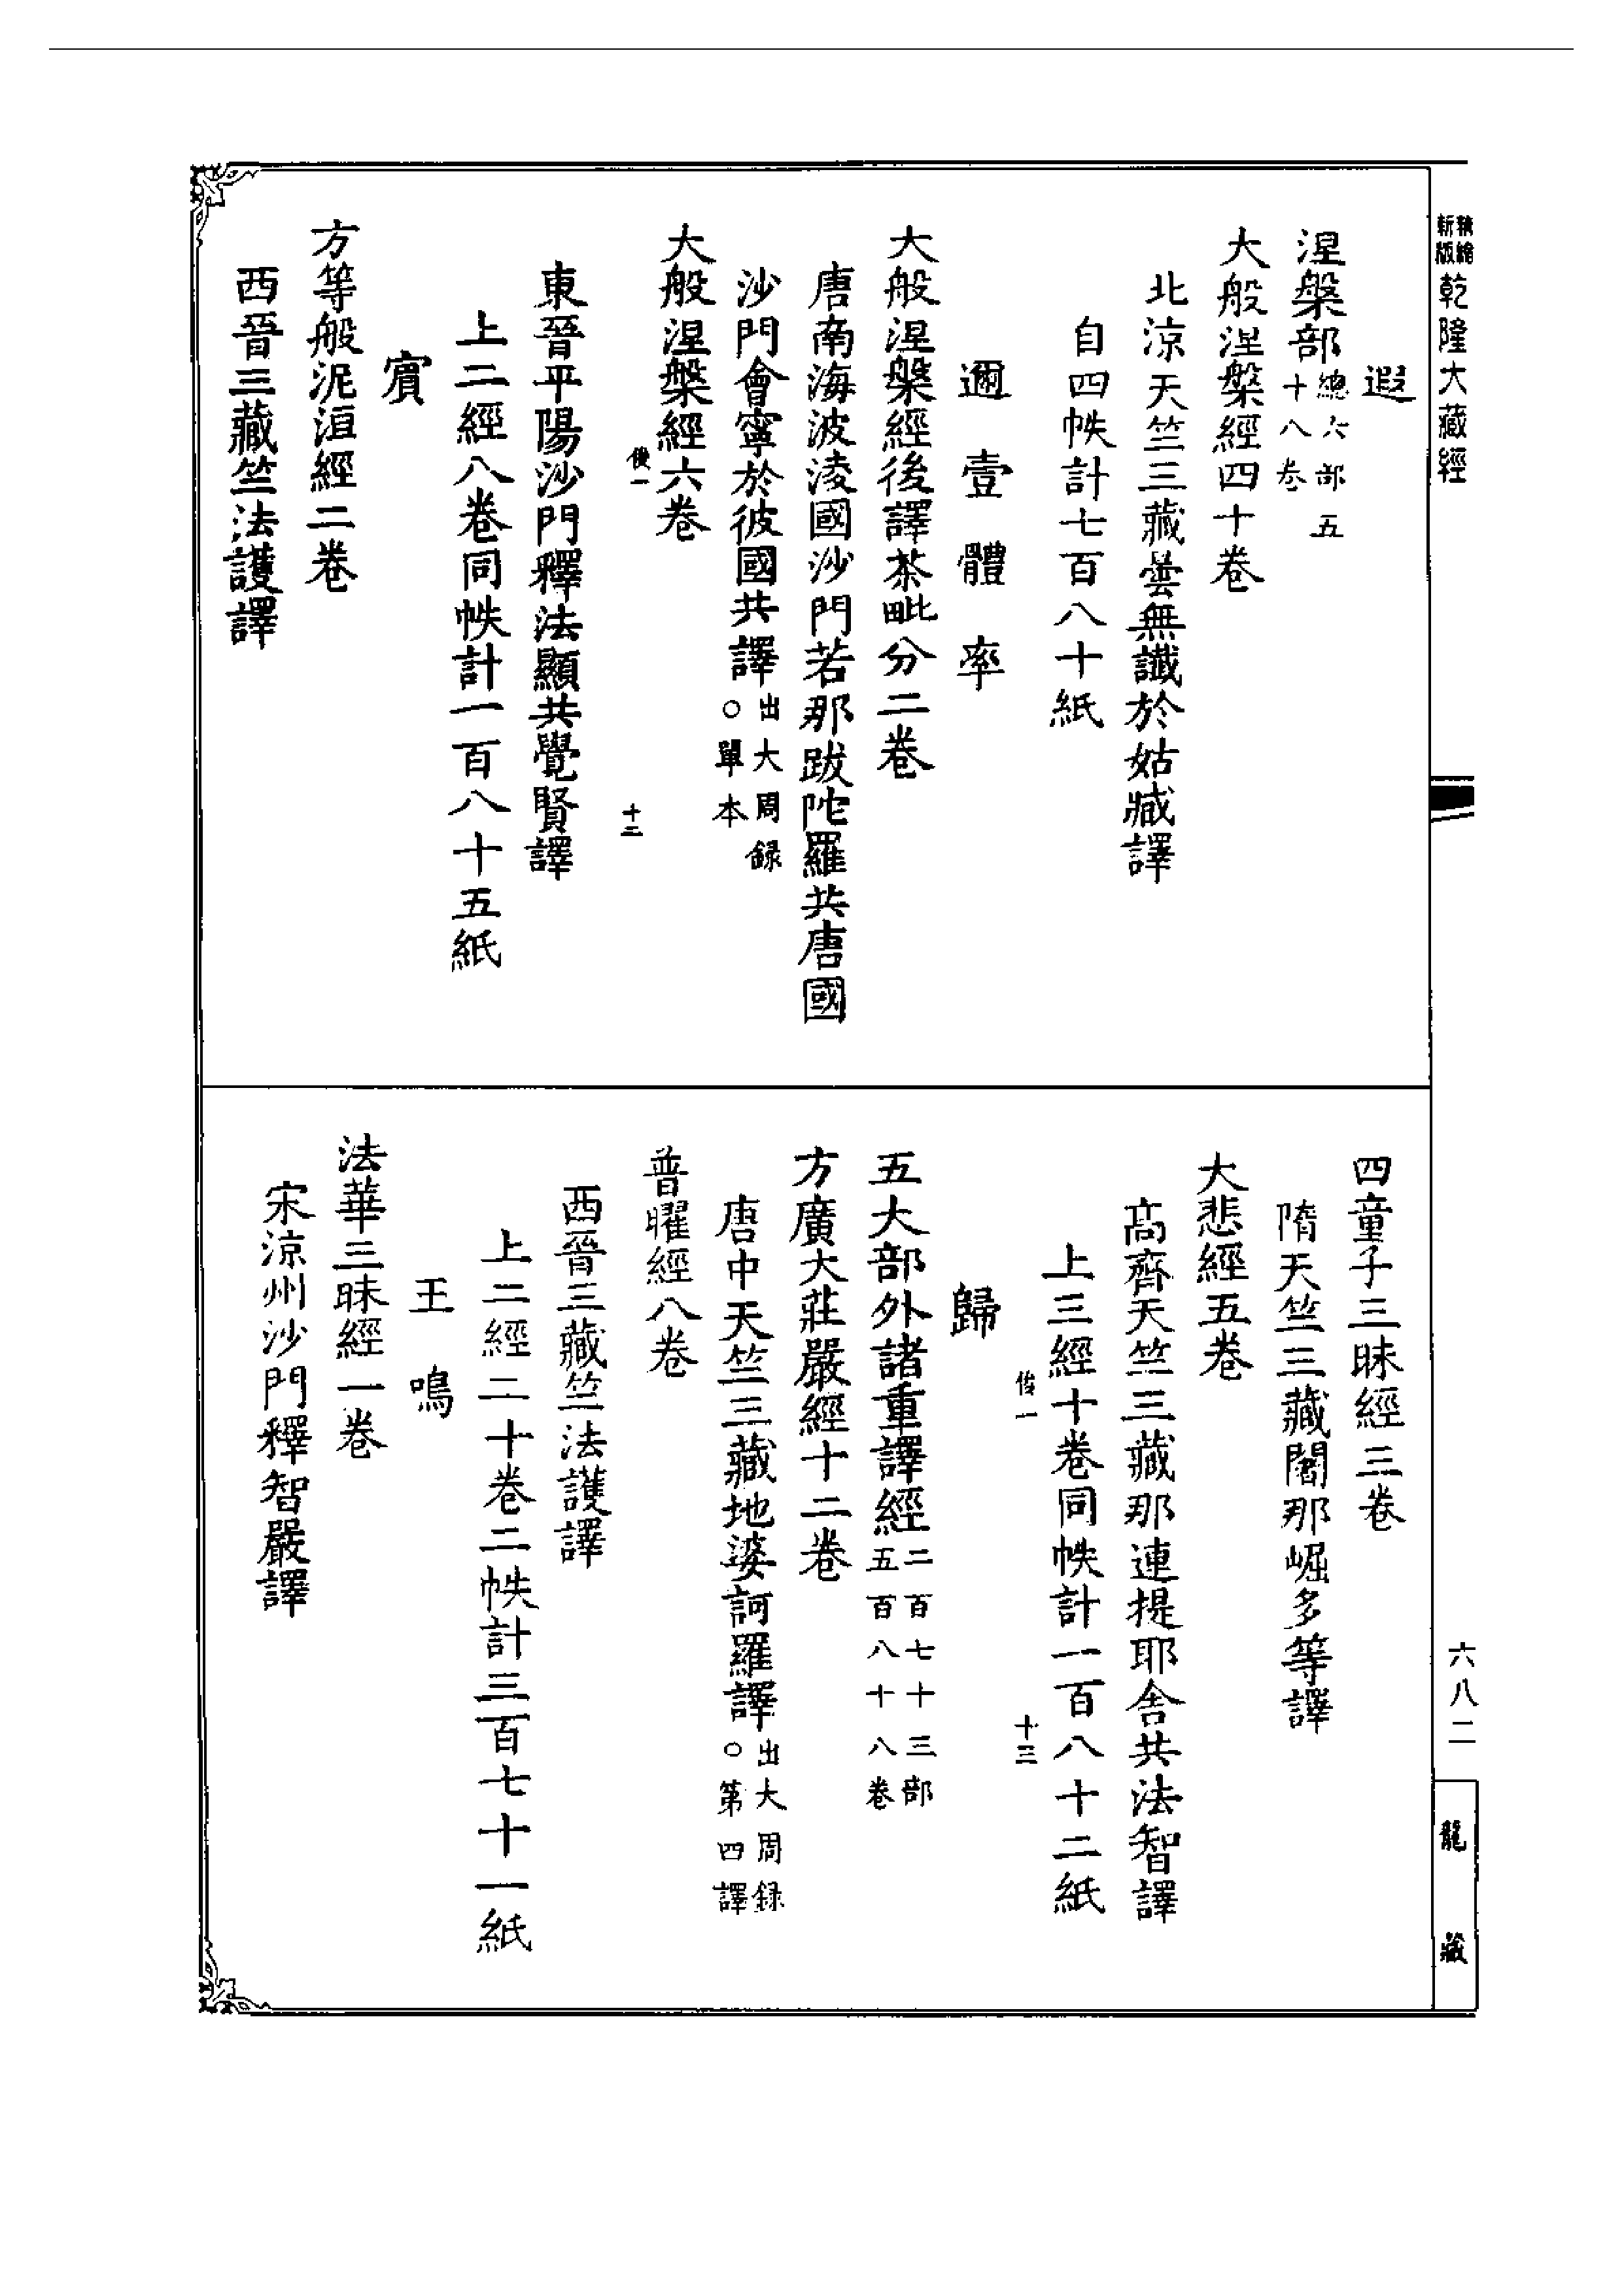 新版精繪乾隆大藏經
遐
涅槃部總六部五十八卷
大般涅槃經四十卷
北涼天竺三藏曇無讖於姑臧譯
自四帙計七百八十紙
邇壹體率
大般涅槃經後譯茶毗分二卷
唐南海波淩國沙門若那跋陀羅共唐國
沙門會寧於彼國共譯出大周録○單本
大般涅槃經六卷
俊一 十二
東晉平陽沙門釋法顯共覺賢譯
上二經八卷同帙計一百八十五紙
賓
方等般泥洹經二卷
西晉三藏竺法護譯
四童子三昧經三卷
隋天竺三藏闍那崛多等譯
大悲經五卷
高齊天竺三藏那連提耶舍共法智譯
上三經十卷同帙計一百八十二紙
俊一 十三
歸
五大部外諸重譯經二百七十三部五百八十八卷
方廣大莊嚴經十二卷
唐中天竺三藏地婆訶羅譯出大周録○第四譯
普曜經八卷
西晉三藏竺法護譯
上二經二十卷二帙計三百七十一紙
王鳴
法華三昧經一卷
宋涼州沙門釋智嚴譯
六八二
龍藏